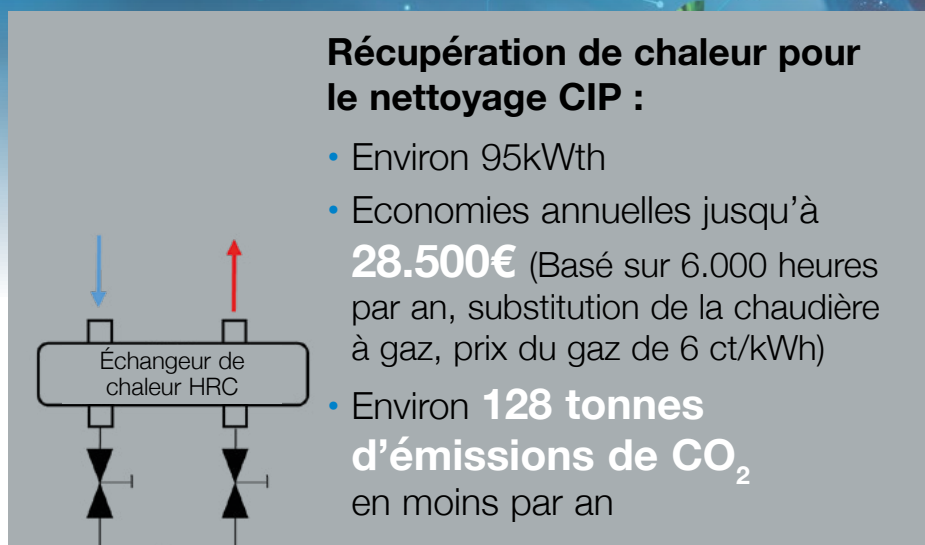 Récupération de chaleur pour
le nettoyage CIP :
• Environ 95kWth
• Economies annuelles jusqu’à
28.500€ (Basé sur 6.000 heures
par an, substitution de la chaudière
à gaz, prix du gaz de 6 ct/kWh)
• Environ 128 tonnes
d’émissions de CO₂
en moins par an
Échangeur de
chaleur HRC